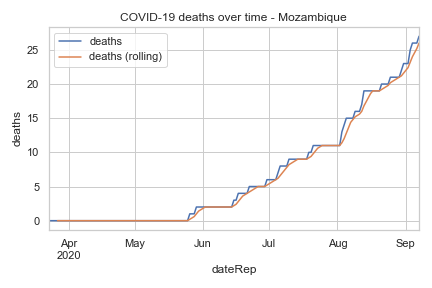 COVID-19 deaths over time - Mozambique
deaths
deaths (rolling)
25
20
15
10
5
0
deaths
Apr
2020
May
Jun
Jul
Aug
Sep
dateRep